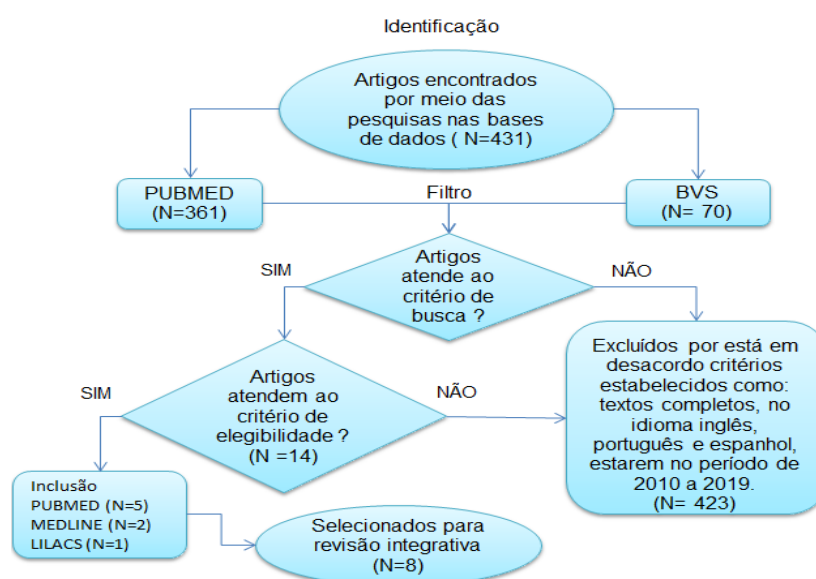 Identificação
Artigos encontrados
por meio das
pesquisas nas bases
de dados ( N=431)
PUBMED
(N=361)
Filtro
BVS
(N= 70)
Artigos
atende ao
critério de
busca ?
SIM
NÃO
Artigos
atendem ao
critério de
elegibilidade ?
(N =14)
SIM
NÃO
Excluídos por está em
desacordo critérios
estabelecidos como:
textos completos, no
idioma inglês,
português e espanhol,
estarem no período de
2010 a 2019.
(N= 423)
Inclusão
PUBMED (N=5)
MEDLINE (N=2)
LILACS (N=1)
Selecionados para
revisão integrativa
(N=8)